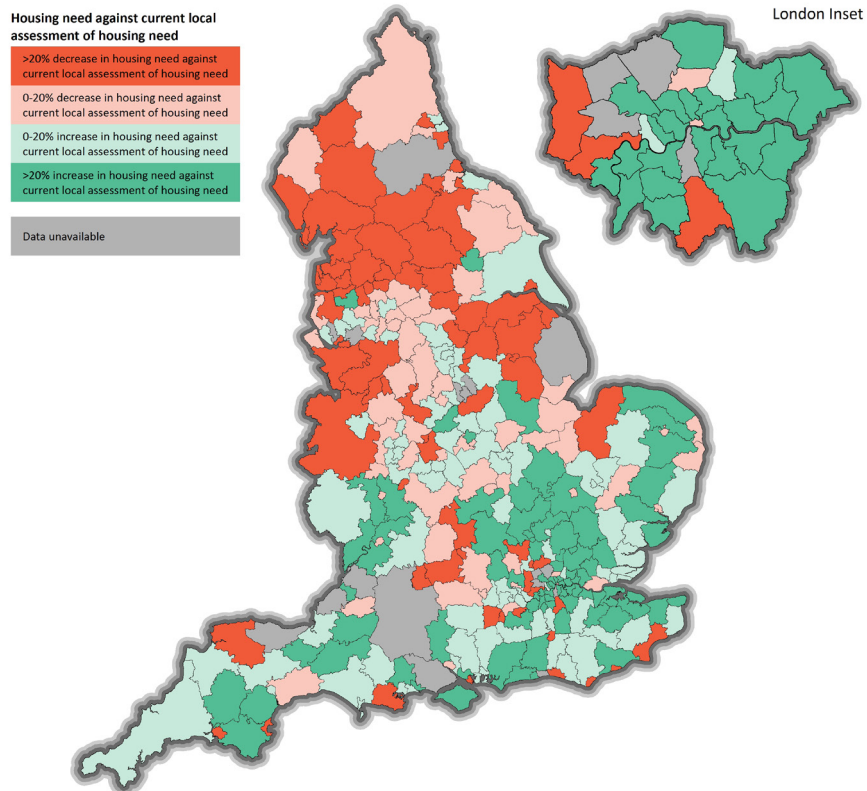 Housing need against current local
assessment of housing need
>20% decrease in housing need against
current local assessment of housing need
0-20% decrease in housing need against
current local assessment of housing need
0-20% increase in housing need against
current local assessment of housing need
>20% increase in housing need against
current local assessment of housing need
Data unavailable
London Inset